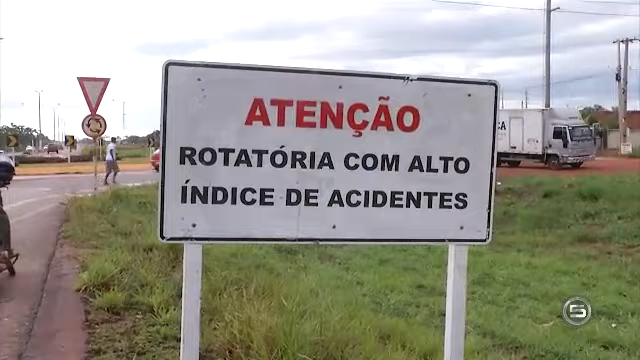 ATENÇÃO
ROTATÓRIA COM ALTO
ÍNDICE DE ACIDENTES